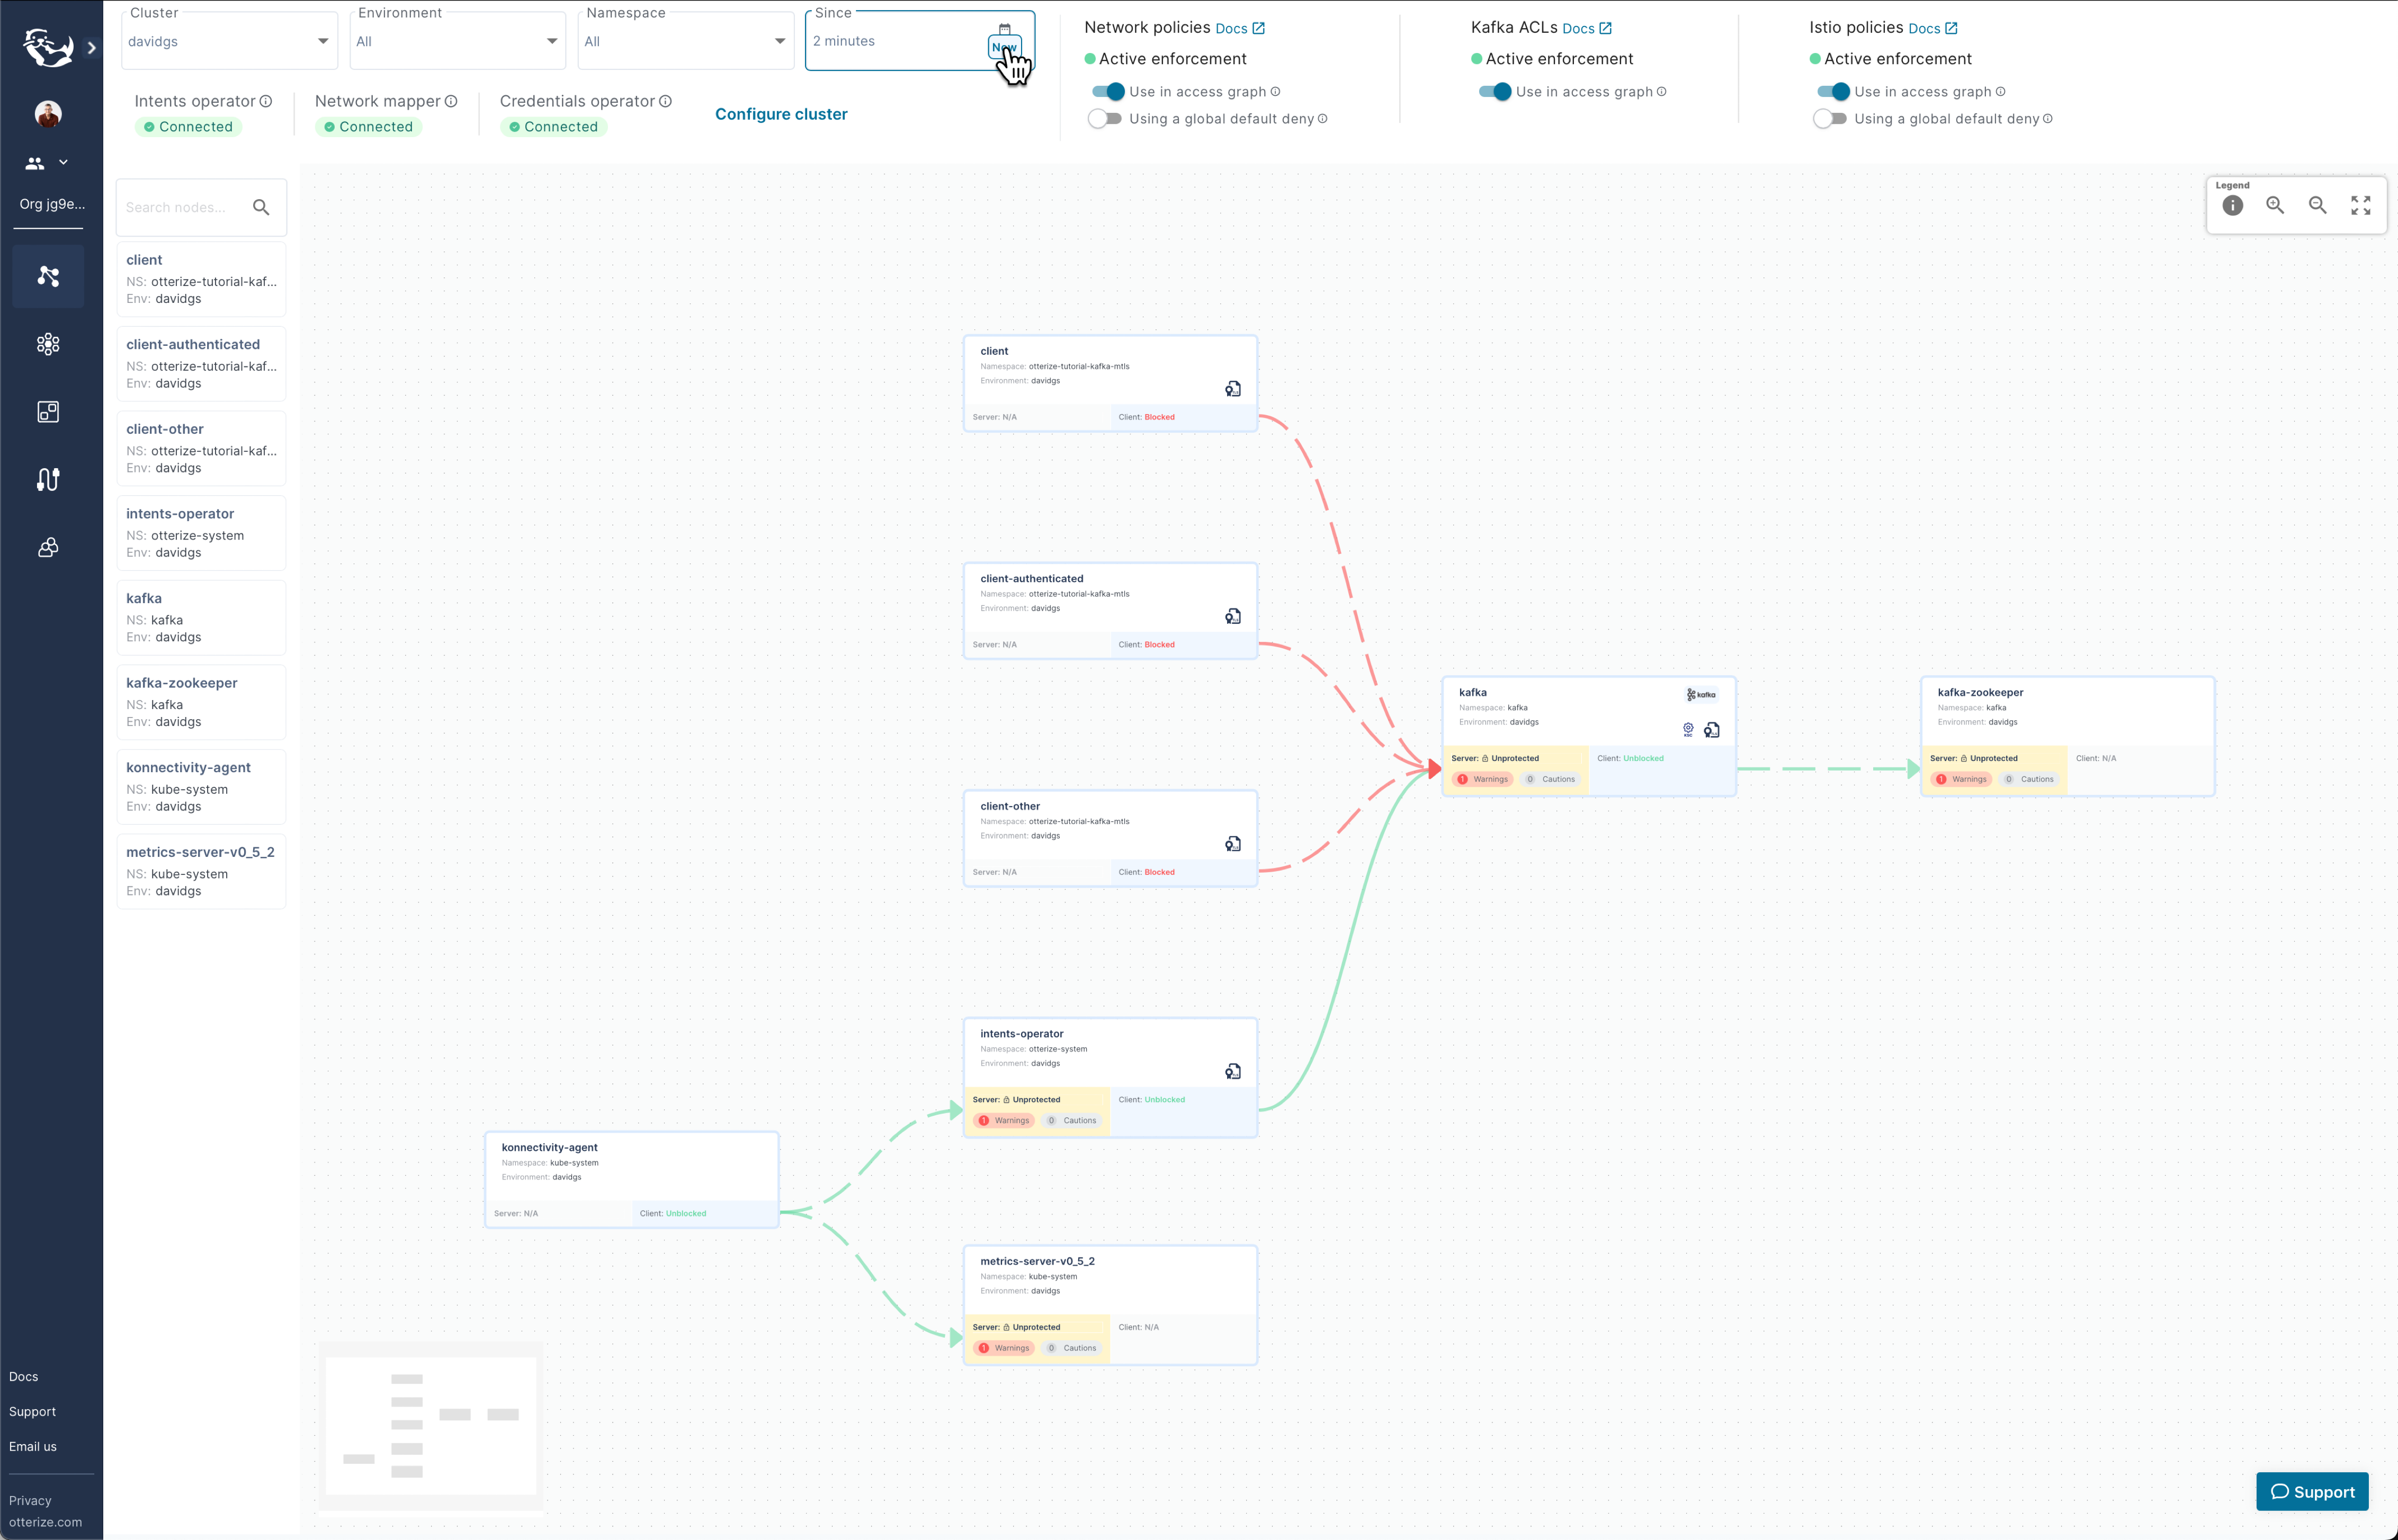 Cluster
davidgs
Environment
All
Namespace
All
Since
2 minutes
Network policies Docs
Active enforcement
Use in access graph
Using a global default deny
Kafka ACLs Docs
Active enforcement
Use in access graph
Istio policies Docs
Active enforcement
Use in access graph
Using a global default deny
Intents operator
Connected
Network mapper
Connected
Credentials operator
Connected
Configure cluster
Org jg9e...
Docs
Support
Email us
Privacy
otterize.com
Search nodes...
client
NS: otterize-tutorial-kaf...
Env: davidgs
client-authenticated
NS: otterize-tutorial-kaf...
Env: davidgs
client-other
NS: otterize-tutorial-kaf...
Env: davidgs
intents-operator
NS: otterize-system
Env: davidgs
kafka
NS: kafka
Env: davidgs
kafka-zookeeper
NS: kafka
Env: davidgs
konnectivity-agent
NS: kube-system
Env: davidgs
metrics-server-v0_5_2
NS: kube-system
Env: davidgs
Legend
client
Namespace: otterize-tutorial-kafka-mtls
Environment: davidgs
Server: N/A
Client: Blocked
client-authenticated
Namespace: otterize-tutorial-kafka-mtls
Environment: davidgs
Server: N/A
Client: Blocked
client-other
Namespace: otterize-tutorial-kafka-mtls
Environment: davidgs
Server: N/A
Client: Blocked
kafka
kafka
Namespace: kafka
Environment: davidgs
Server: Unprotected
1 Warnings 0 Cautions
Client: Unblocked
kafka-zookeeper
Namespace: kafka
Environment: davidgs
Server: Unprotected
1 Warnings 0 Cautions
Client: N/A
intents-operator
Namespace: otterize-system
Environment: davidgs
Server: Unprotected
1 Warnings 0 Cautions
Client: Unblocked
konnectivity-agent
Namespace: kube-system
Environment: davidgs
Server: N/A
Client: Unblocked
metrics-server-v0_5_2
Namespace: kube-system
Environment: davidgs
Server: Unprotected
1 Warnings 0 Cautions
Client: N/A
Support